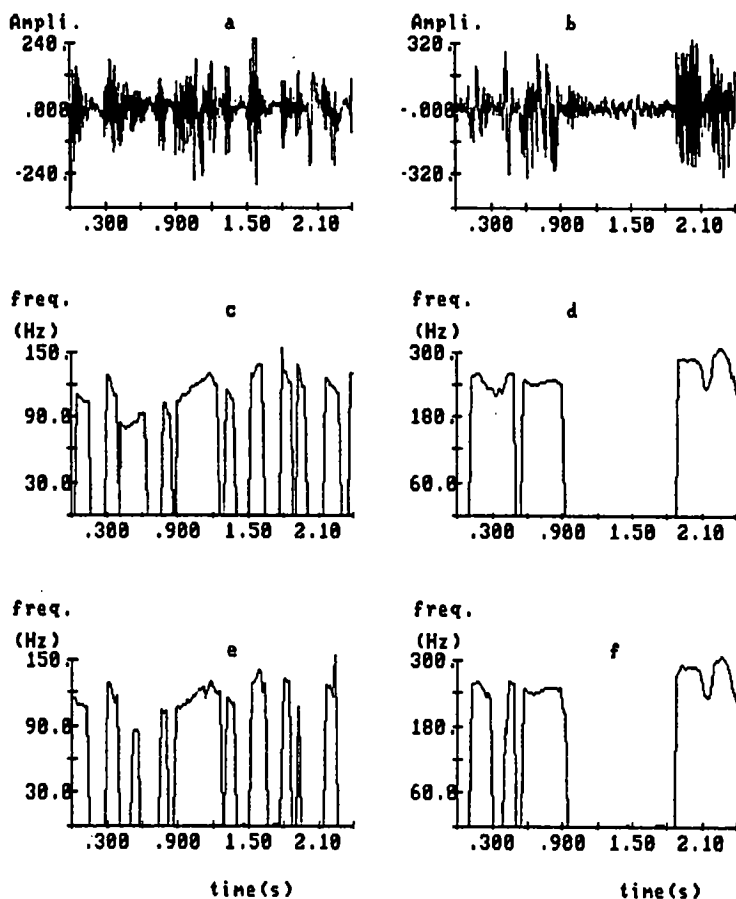 Ampli. a
240.
.000
-240.
.300 .900 1.50 2.10
Ampli. b
320.
-.000
-320.
.300 .900 1.50 2.10
freq.
(Hz)
c
150.
90.0
30.0
.300 .900 1.50 2.10
freq.
(Hz)
d
300.
180.
60.0
.300 .900 1.50 2.10
freq.
(Hz)
e
150.
90.0
30.0
.300 .900 1.50 2.10
time(s)
freq.
(Hz)
f
300.
180.
60.0
.300 .900 1.50 2.10
time(s)